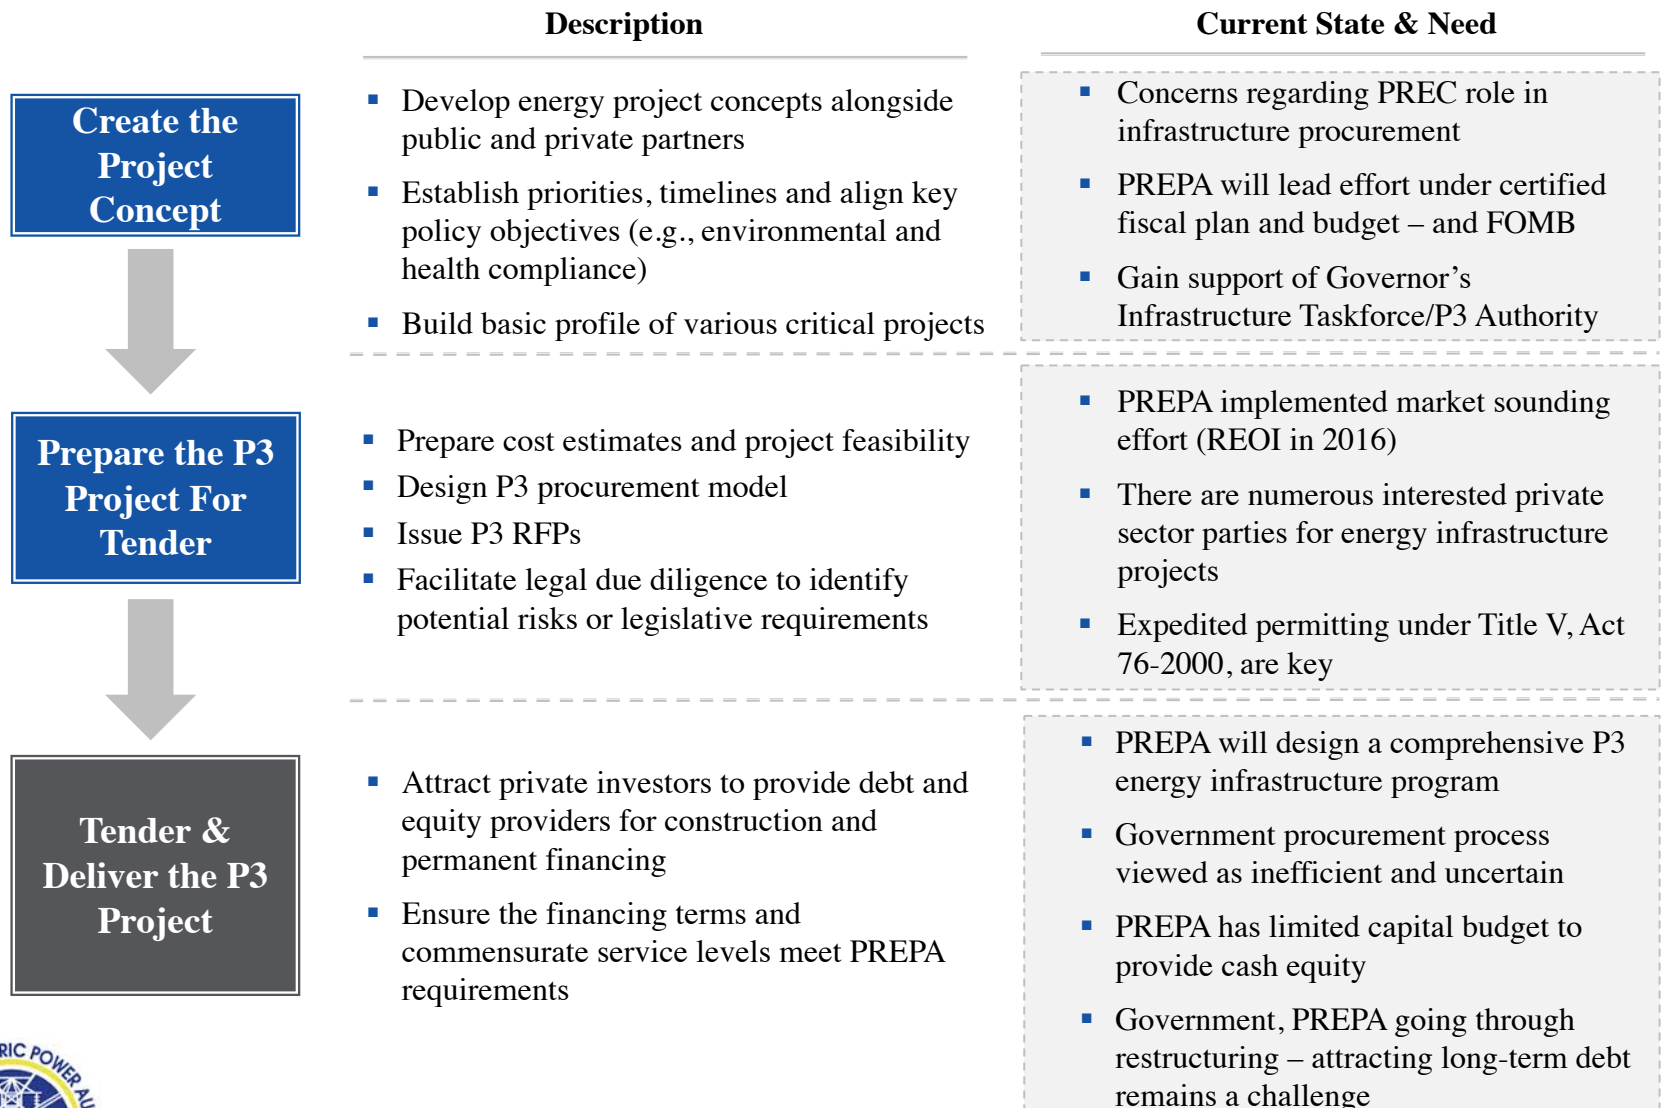 Description
Current State & Need
Create the
Project
Concept
▪ Develop energy project concepts alongside
public and private partners
▪ Establish priorities, timelines and align key
policy objectives (e.g., environmental and
health compliance)
▪ Build basic profile of various critical projects
▪ Concerns regarding PREC role in
infrastructure procurement
▪ PREPA will lead effort under certified
fiscal plan and budget – and FOMB
▪ Gain support of Governor’s
Infrastructure Taskforce/P3 Authority
Prepare the P3
Project For
Tender
▪ Prepare cost estimates and project feasibility
▪ Design P3 procurement model
▪ Issue P3 RFPs
▪ Facilitate legal due diligence to identify
potential risks or legislative requirements
▪ PREPA implemented market sounding
effort (REOI in 2016)
▪ There are numerous interested private
sector parties for energy infrastructure
projects
▪ Expedited permitting under Title V, Act
76-2000, are key
Tender &
Deliver the P3
Project
▪ Attract private investors to provide debt and
equity providers for construction and
permanent financing
▪ Ensure the financing terms and
commensurate service levels meet PREPA
requirements
▪ PREPA will design a comprehensive P3
energy infrastructure program
▪ Government procurement process
viewed as inefficient and uncertain
▪ PREPA has limited capital budget to
provide cash equity
▪ Government, PREPA going through
restructuring – attracting long-term debt
remains a challenge
RIC POWER AU